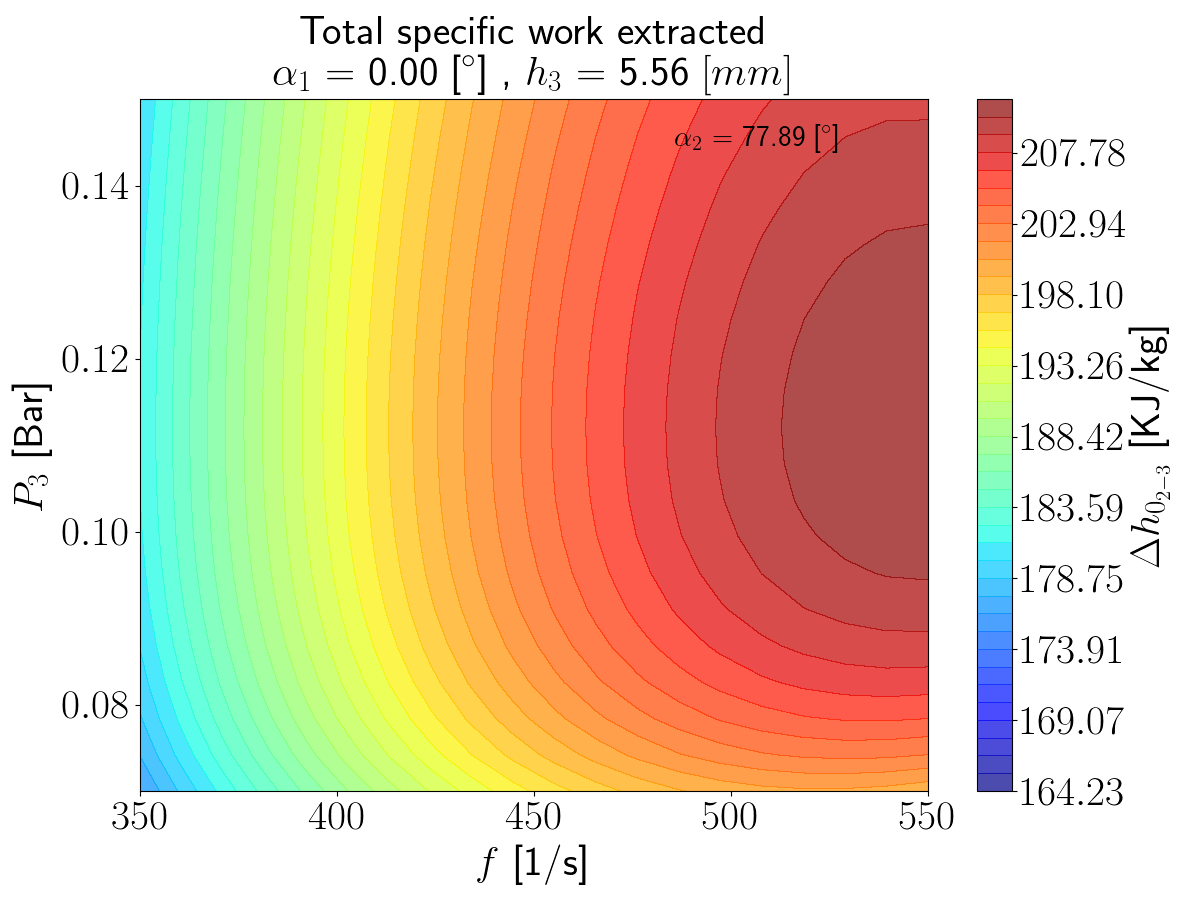 Total specific work extracted
α₁ = 0.00 [°] , h₃ = 5.56 [mm]
α₂ = 77.89 [°]
0.14
0.12
0.10
0.08
P₃ [Bar]
350 400 450 500 550
f [1/s]
207.78
202.94
198.10
193.26
188.42
183.59
178.75
173.91
169.07
164.23
Δh₀₂₋₃ [KJ/kg]